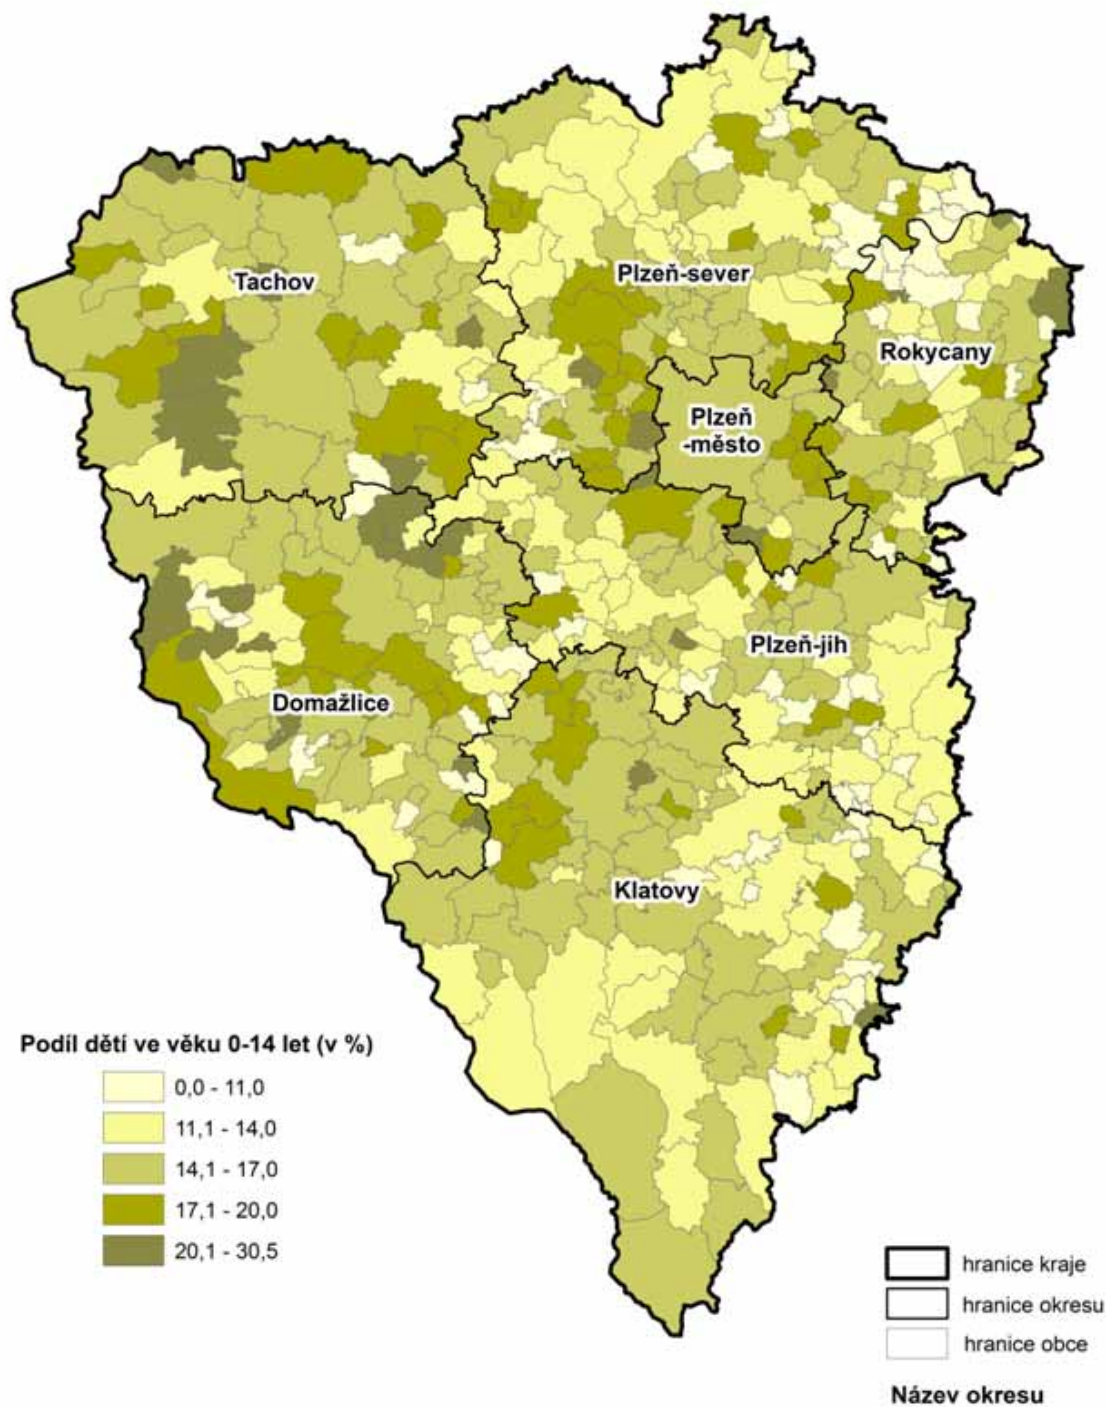 Tachov
Plzeň-sever
Rokycany
Plzeň
-město
Plzeň-jih
Domažlice
Klatovy
Podíl dětí ve věku 0-14 let (v %)
0,0 - 11,0
11,1 - 14,0
14,1 - 17,0
17,1 - 20,0
20,1 - 30,5
hranice kraje
hranice okresu
hranice obce
Název okresu